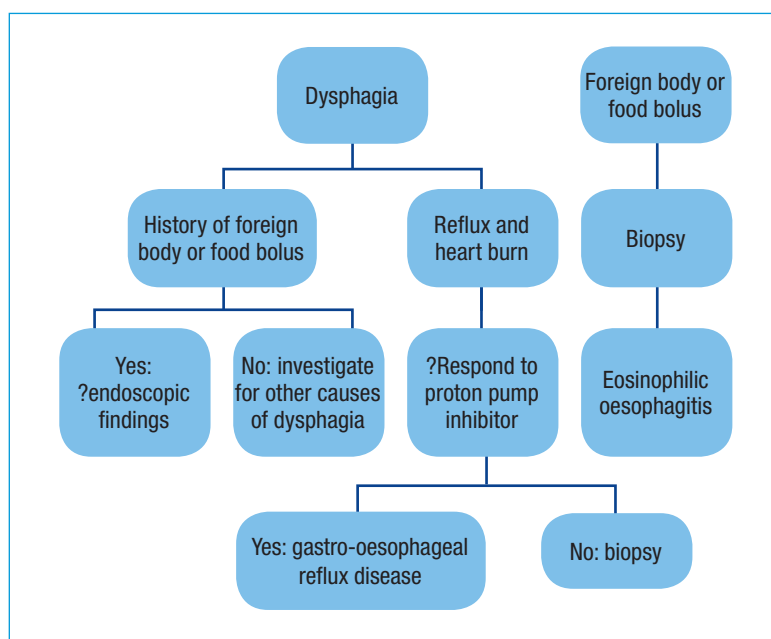 Dysphagia
Foreign body or
food bolus
History of foreign
body or food bolus
Reflux and
heart burn
Biopsy
Yes:
?endoscopic
findings
No: investigate
for other causes
of dysphagia
?Respond to
proton pump
inhibitor
Eosinophilic
oesophagitis
Yes: gastro-oesophageal
reflux disease
No: biopsy